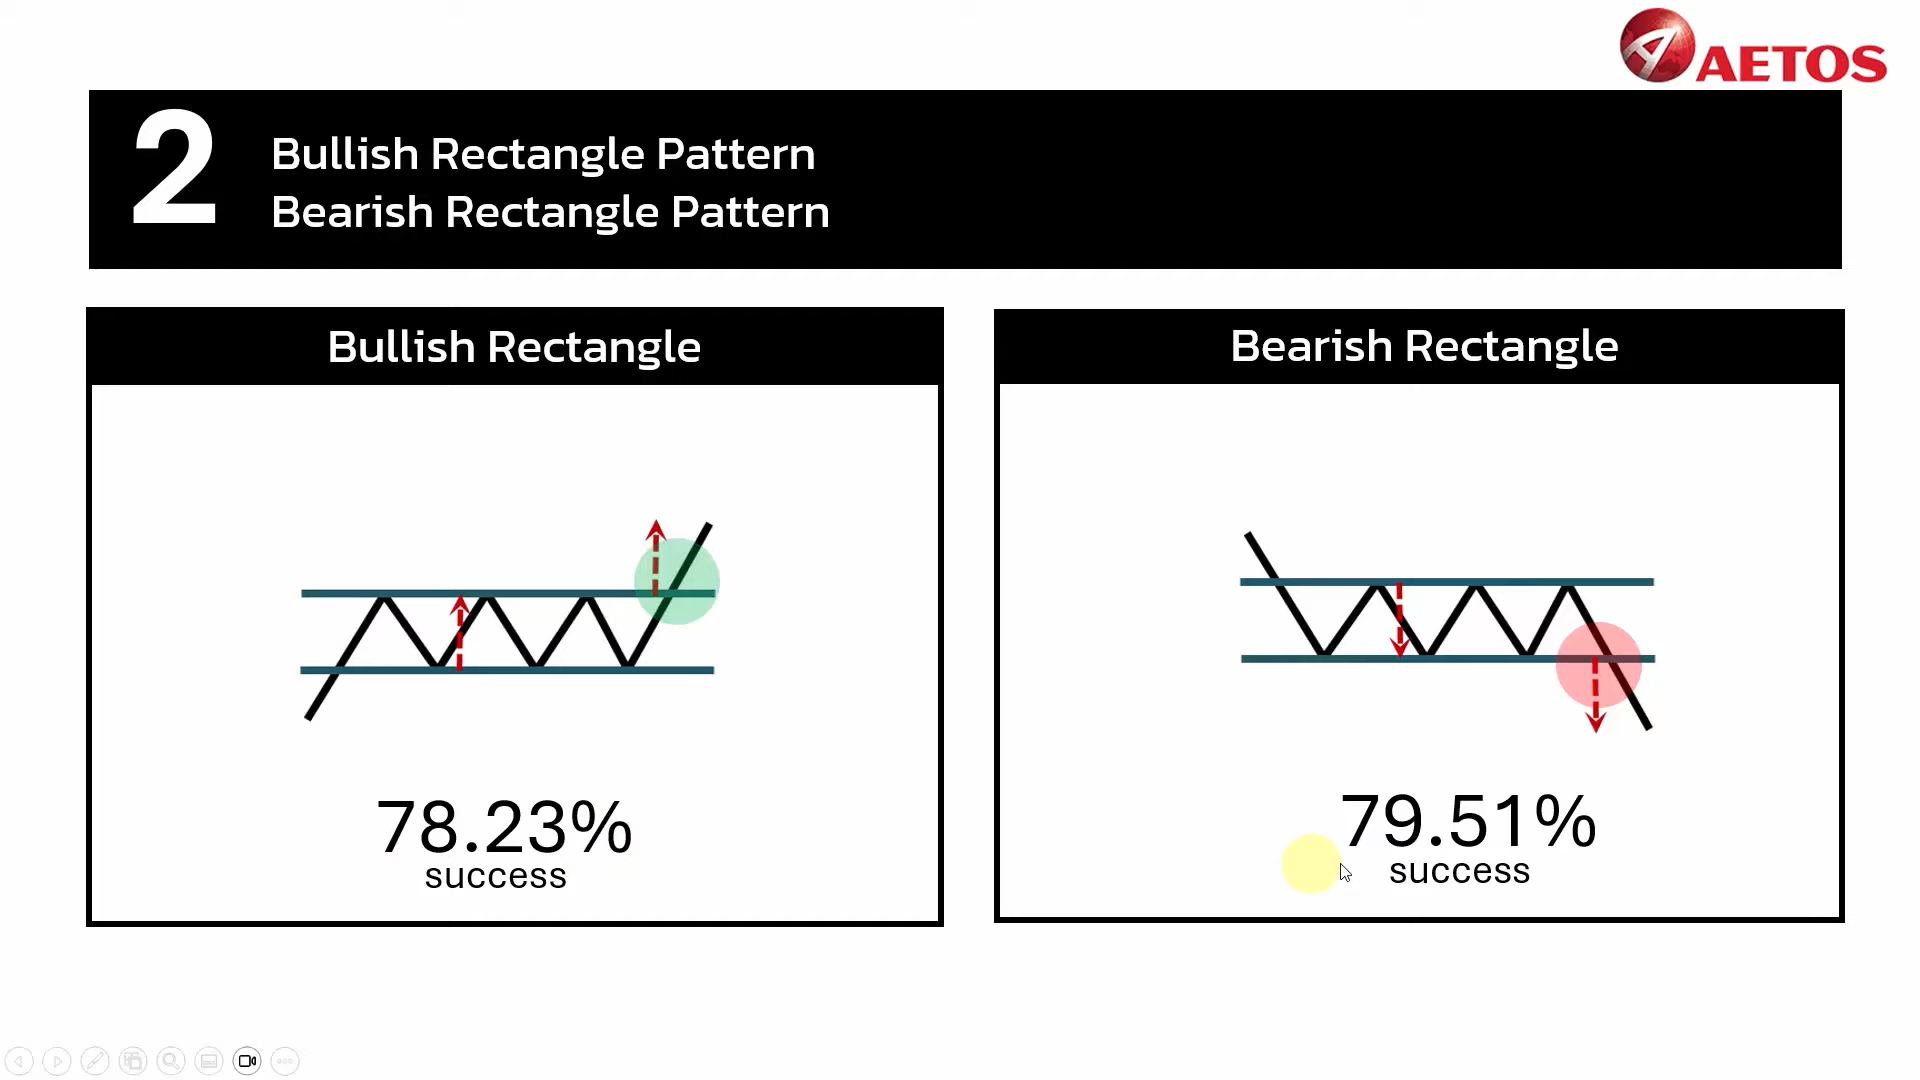 AETOS
2
Bullish Rectangle Pattern
Bearish Rectangle Pattern
Bullish Rectangle
Bearish Rectangle
78.23%
success
79.51%
success